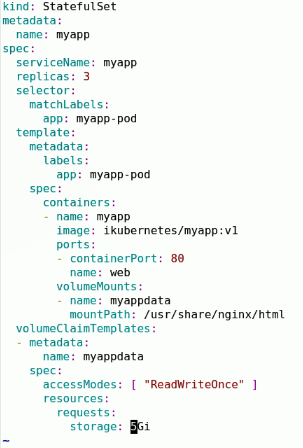 kind: StatefulSet
metadata:
  name: myapp
spec:
  serviceName: myapp
  replicas: 3
  selector:
    matchLabels:
      app: myapp-pod
  template:
    metadata:
      labels:
        app: myapp-pod
    spec:
      containers:
      - name: myapp
        image: ikubernetes/myapp:v1
        ports:
        - containerPort: 80
          name: web
        volumeMounts:
        - name: myappdata
          mountPath: /usr/share/nginx/html
  volumeClaimTemplates:
  - metadata:
      name: myappdata
    spec:
      accessModes: [ "ReadWriteOnce" ]
      resources:
        requests:
          storage: 5Gi
~